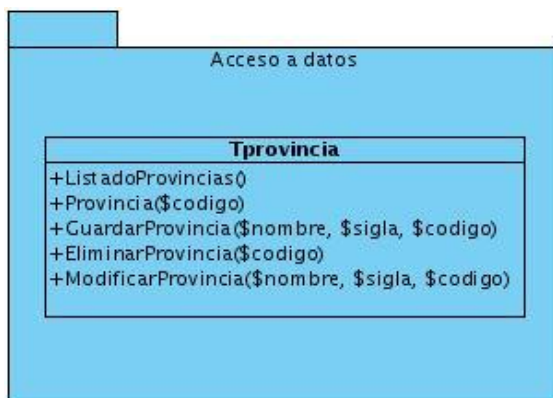 Acceso a datos
Tprovincia
+ListadoProvincias()
+Provincia($codigo)
+GuardarProvincia($nombre, $sigla, $codigo)
+EliminarProvincia($codigo)
+ModificarProvincia($nombre, $sigla, $codigo)